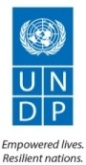 U N
D P
Empowered lives.
Resilient nations.